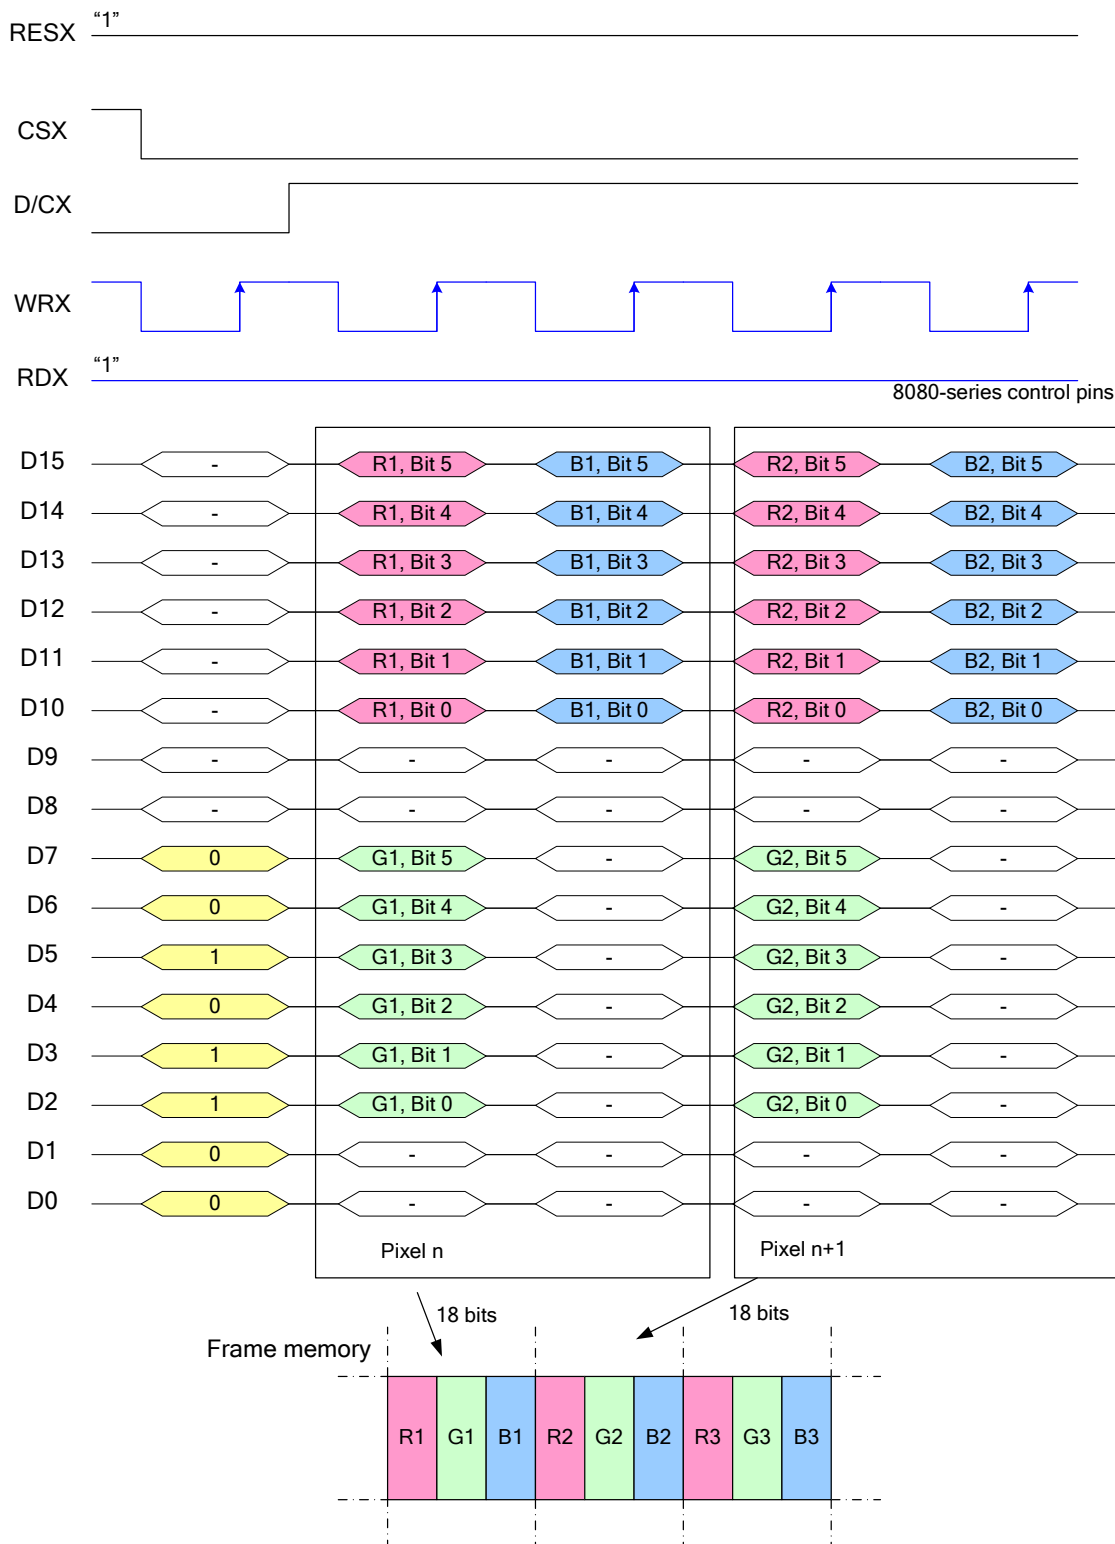 RESX “1”
CSX
D/CX
WRX
RDX “1”
8080-series control pins
D15 - R1, Bit 5 B1, Bit 5 R2, Bit 5 B2, Bit 5
D14 - R1, Bit 4 B1, Bit 4 R2, Bit 4 B2, Bit 4
D13 - R1, Bit 3 B1, Bit 3 R2, Bit 3 B2, Bit 3
D12 - R1, Bit 2 B1, Bit 2 R2, Bit 2 B2, Bit 2
D11 - R1, Bit 1 B1, Bit 1 R2, Bit 1 B2, Bit 1
D10 - R1, Bit 0 B1, Bit 0 R2, Bit 0 B2, Bit 0
D9 - - - - -
D8 - - - - -
D7 0 G1, Bit 5 - G2, Bit 5 -
D6 0 G1, Bit 4 - G2, Bit 4 -
D5 1 G1, Bit 3 - G2, Bit 3 -
D4 0 G1, Bit 2 - G2, Bit 2 -
D3 1 G1, Bit 1 - G2, Bit 1 -
D2 1 G1, Bit 0 - G2, Bit 0 -
D1 0 - - - -
D0 0 - - - -
Pixel n Pixel n+1
18 bits 18 bits
Frame memory
R1 G1 B1 R2 G2 B2 R3 G3 B3